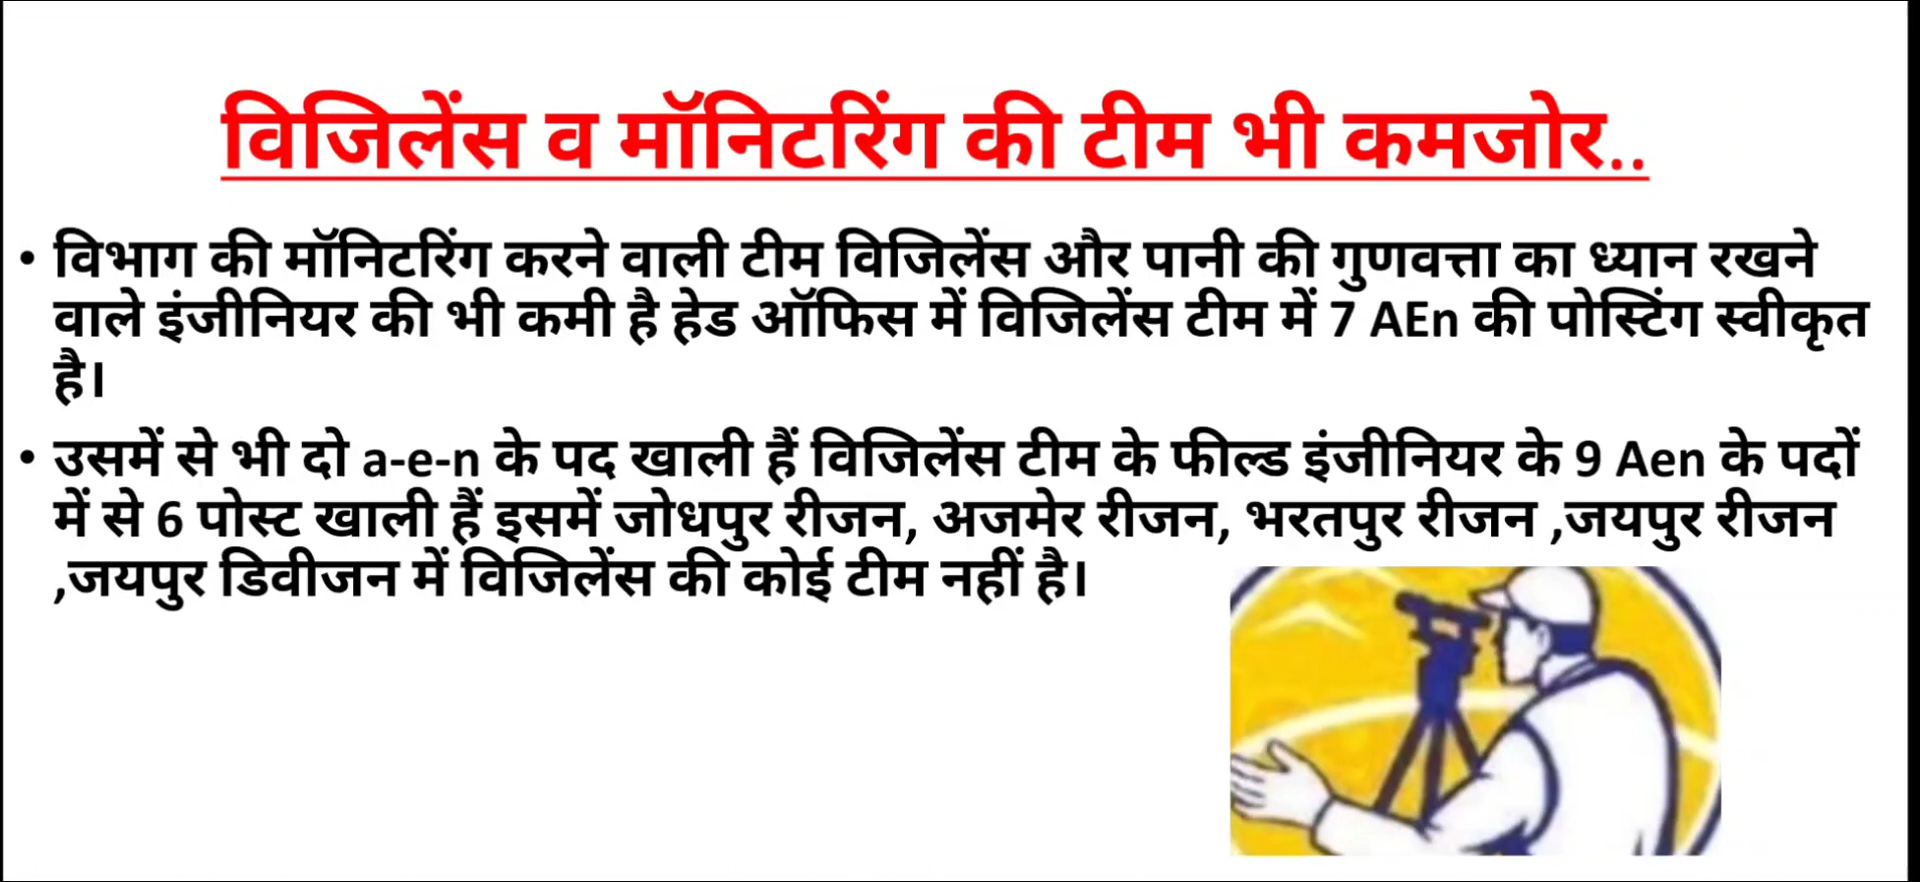 विजिलेंस व मॉनिटरिंग की टीम भी कमजोर..
• विभाग की मॉनिटरिंग करने वाली टीम विजिलेंस और पानी की गुणवत्ता का ध्यान रखने
वाले इंजीनियर की भी कमी है हेड ऑफिस में विजिलेंस टीम में 7 AEn की पोस्टिंग स्वीकृत
है।
• उसमें से भी दो a-e-n के पद खाली हैं विजिलेंस टीम के फील्ड इंजीनियर के 9 Aen के पदों
में से 6 पोस्ट खाली हैं इसमें जोधपुर रीजन, अजमेर रीजन, भरतपुर रीजन ,जयपुर रीजन
,जयपुर डिवीजन में विजिलेंस की कोई टीम नहीं है।